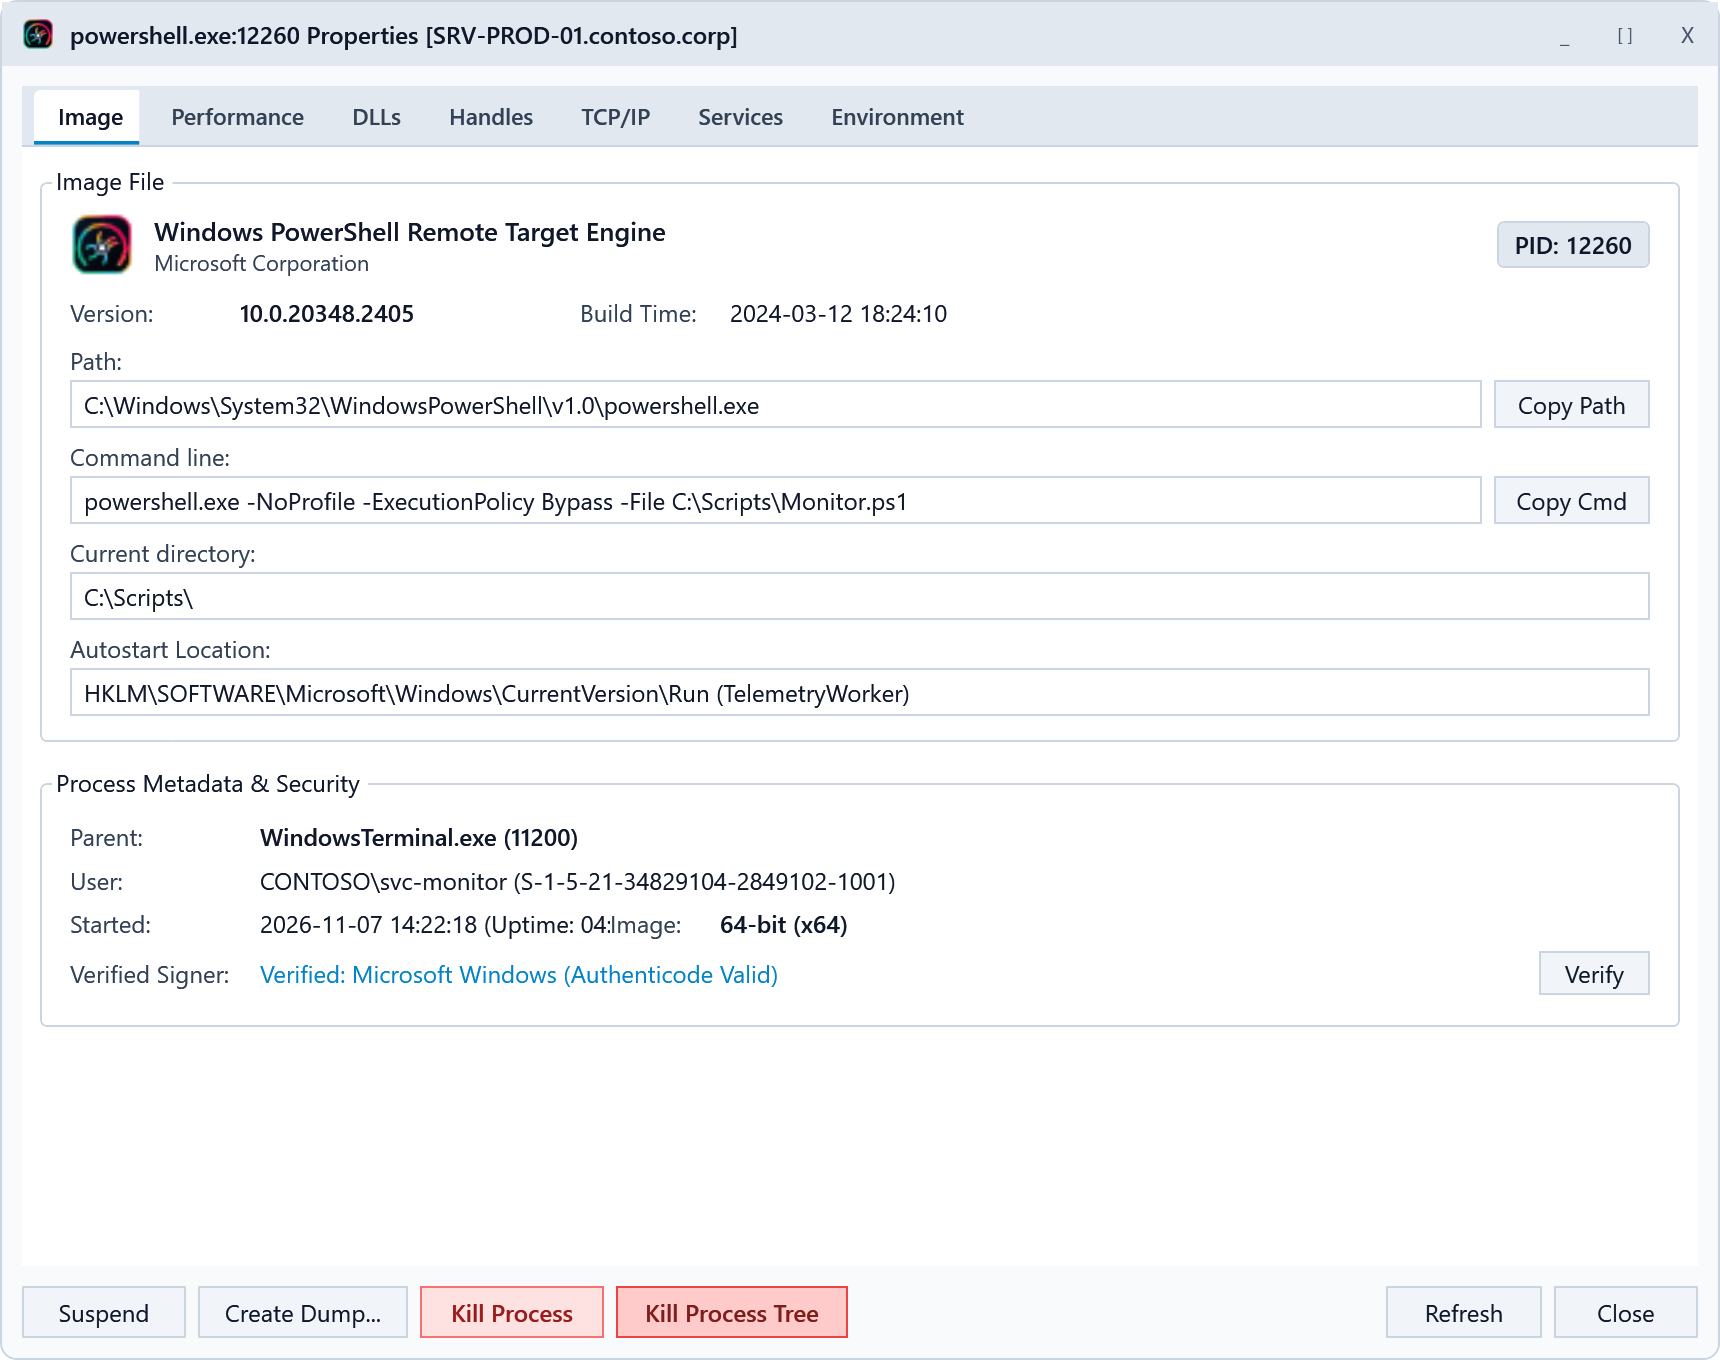 powershell.exe:12260 Properties [SRV-PROD-01.contoso.corp] _ [] X
Image Performance DLLs Handles TCP/IP Services Environment
Image File
Windows PowerShell Remote Target Engine
Microsoft Corporation
PID: 12260
Version: 10.0.20348.2405 Build Time: 2024-03-12 18:24:10
Path:
C:\Windows\System32\WindowsPowerShell\v1.0\powershell.exe Copy Path
Command line:
powershell.exe -NoProfile -ExecutionPolicy Bypass -File C:\Scripts\Monitor.ps1 Copy Cmd
Current directory:
C:\Scripts\
Autostart Location:
HKLM\SOFTWARE\Microsoft\Windows\CurrentVersion\Run (TelemetryWorker)
Process Metadata & Security
Parent: WindowsTerminal.exe (11200)
User: CONTOSO\svc-monitor (S-1-5-21-34829104-2849102-1001)
Started: 2026-11-07 14:22:18 (Uptime: 04: Image: 64-bit (x64)
Verified Signer: Verified: Microsoft Windows (Authenticode Valid) Verify
Suspend Create Dump... Kill Process Kill Process Tree Refresh Close